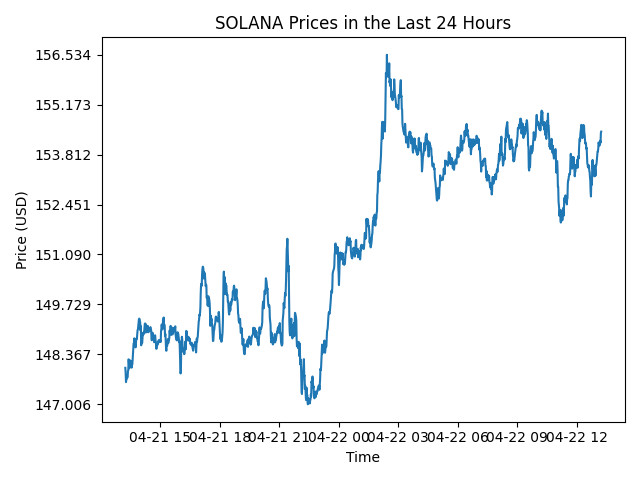 SOLANA Prices in the Last 24 Hours
156.534
155.173
153.812
152.451
151.090
149.729
148.367
147.006
Price (USD)
04-21 15 04-21 18 04-21 21 04-22 00 04-22 03 04-22 06 04-22 09 04-22 12
Time